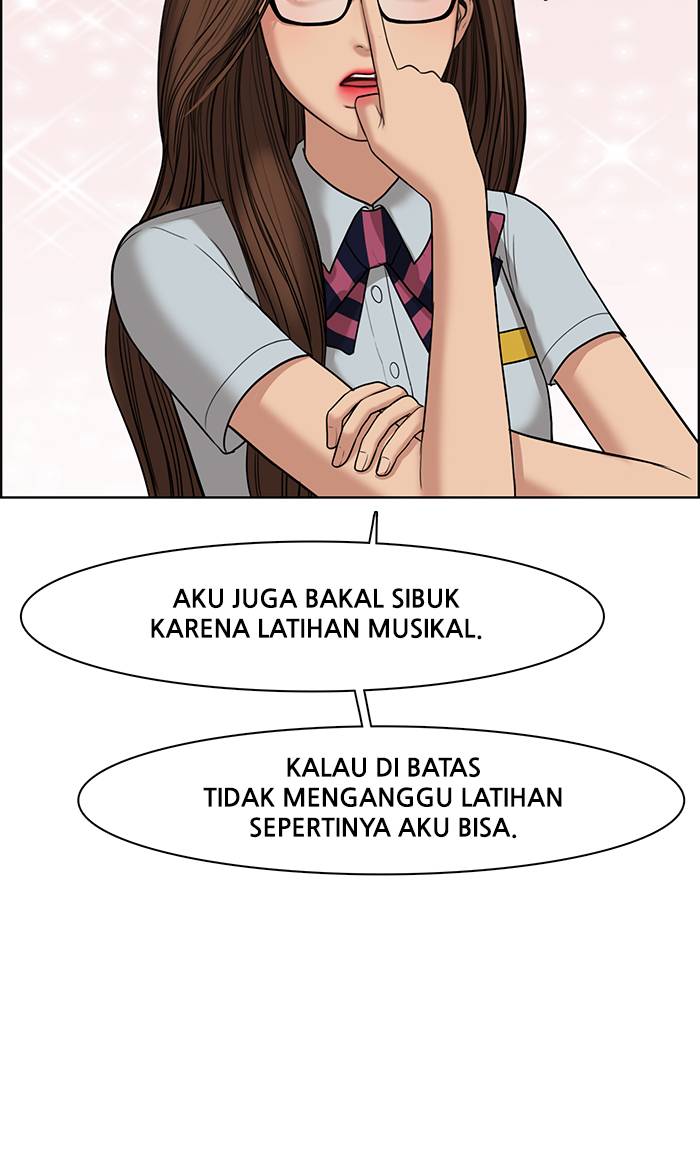 AKU JUGA BAKAL SIBUK
KARENA LATIHAN MUSIKAL.
KALAU DI BATAS
TIDAK MENGANGGU LATIHAN
SEPERTINYA AKU BISA.